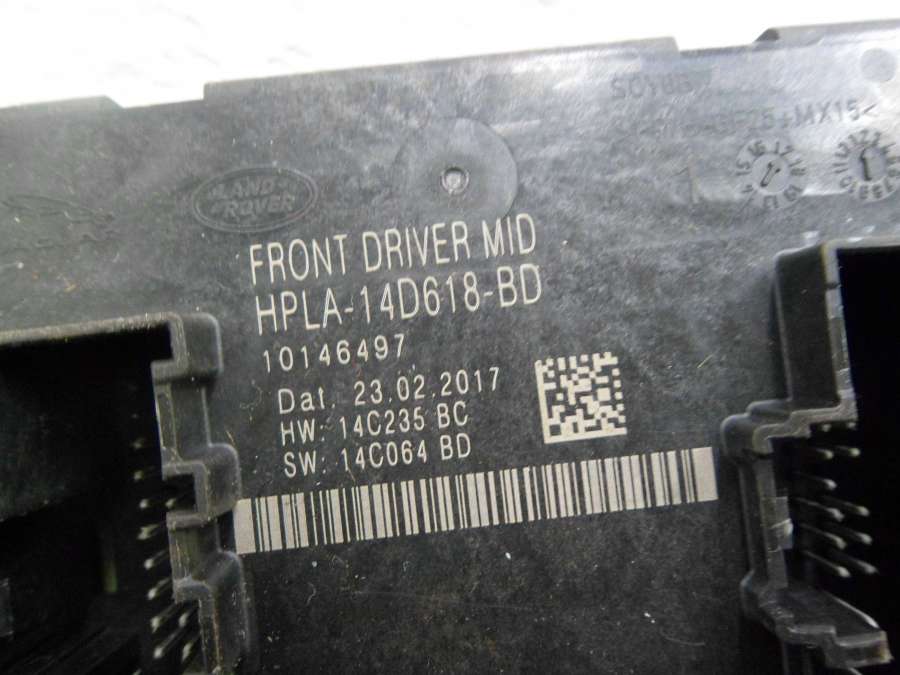 LAND
ROVER
FRONT DRIVER MID
HPLA-14D618-BD
10146497
Dat. 23.02.2017
HW: 14C235 BC
SW: 14C064 BD